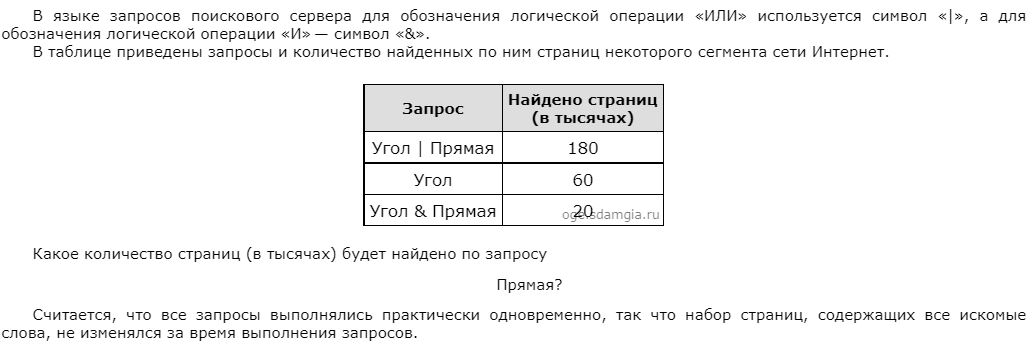 В языке запросов поискового сервера для обозначения логической операции «ИЛИ» используется символ «|», а для
обозначения логической операции «И» — символ «&».
В таблице приведены запросы и количество найденных по ним страниц некоторого сегмента сети Интернет.
Запрос Найдено страниц
(в тысячах)
Угол | Прямая 180
Угол 60
Угол & Прямая 20
oge.sdamgia.ru
Какое количество страниц (в тысячах) будет найдено по запросу
Прямая?
Считается, что все запросы выполнялись практически одновременно, так что набор страниц, содержащих все искомые
слова, не изменялся за время выполнения запросов.